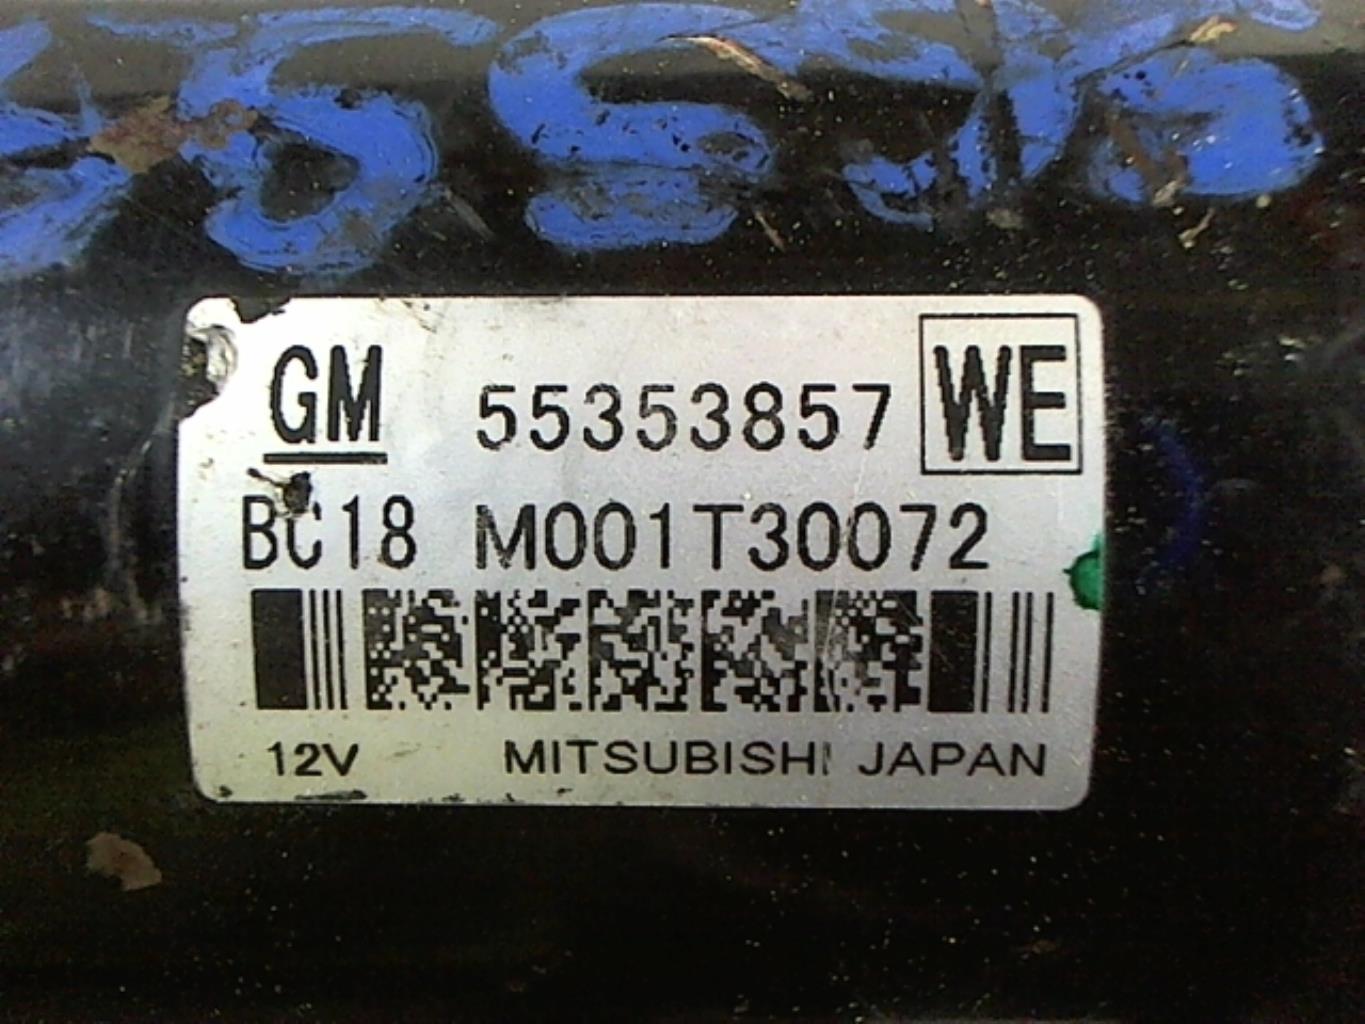 GM 55353857 WE
BC18 M001T30072
12V MITSUBISHI JAPAN